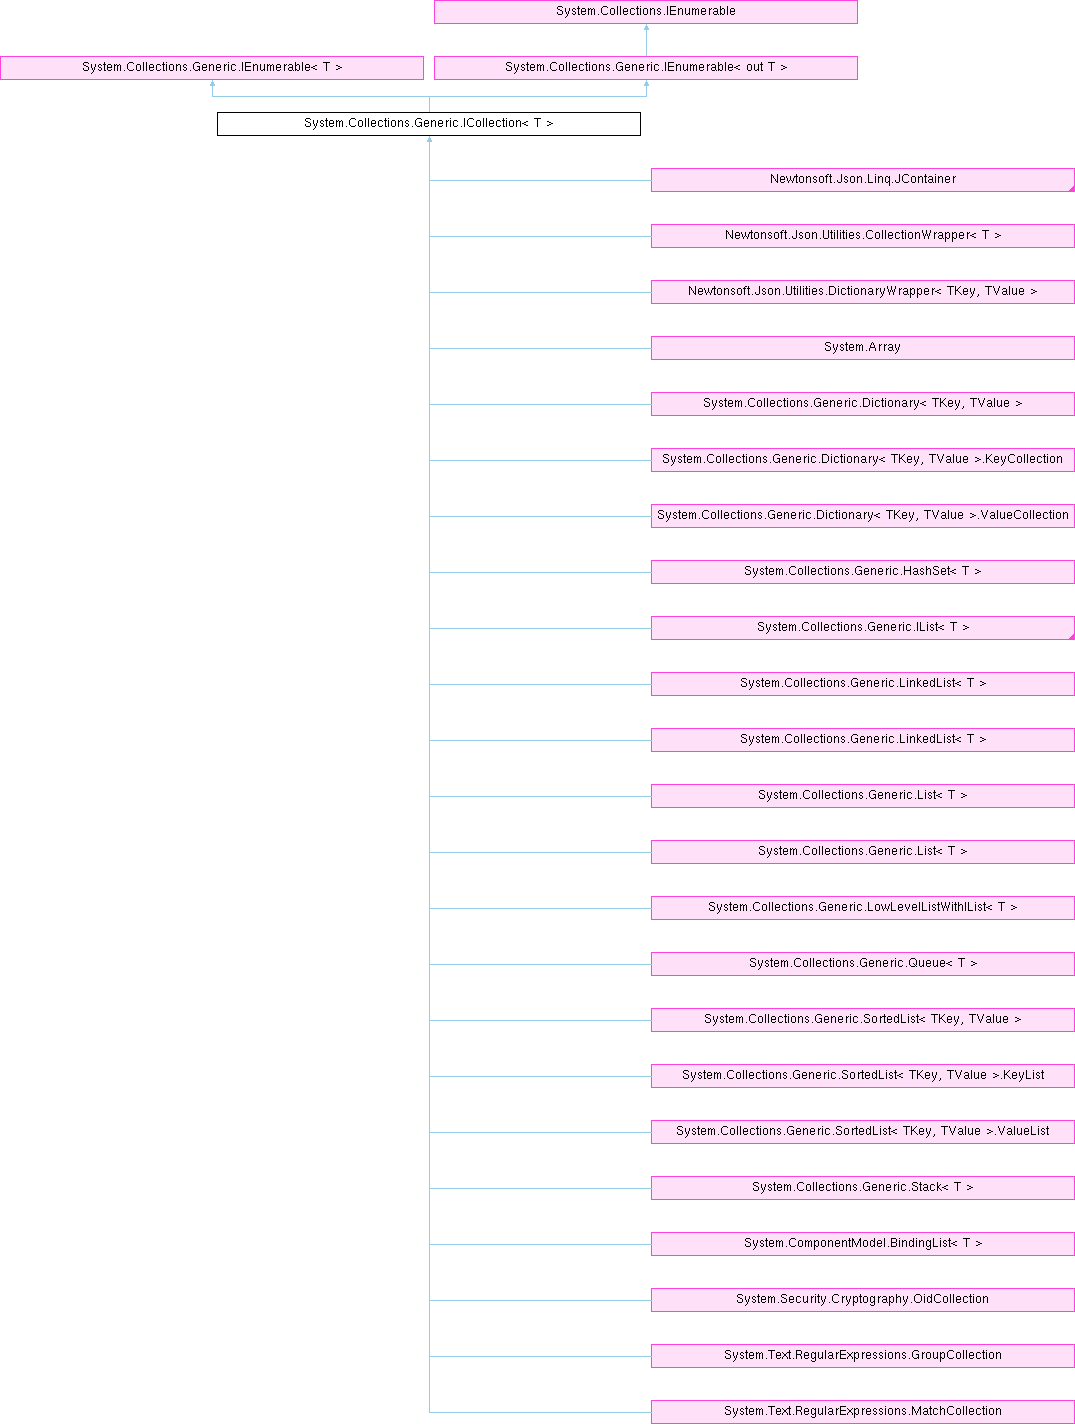 System.Collections.IEnumerable
System.Collections.Generic.IEnumerable< T >
System.Collections.Generic.IEnumerable< out T >
System.Collections.Generic.ICollection< T >
Newtonsoft.Json.Linq.JContainer
Newtonsoft.Json.Utilities.CollectionWrapper< T >
Newtonsoft.Json.Utilities.DictionaryWrapper< TKey, TValue >
System.Array
System.Collections.Generic.Dictionary< TKey, TValue >
System.Collections.Generic.Dictionary< TKey, TValue >.KeyCollection
System.Collections.Generic.Dictionary< TKey, TValue >.ValueCollection
System.Collections.Generic.HashSet< T >
System.Collections.Generic.IList< T >
System.Collections.Generic.LinkedList< T >
System.Collections.Generic.LinkedList< T >
System.Collections.Generic.List< T >
System.Collections.Generic.List< T >
System.Collections.Generic.LowLevelListWithIList< T >
System.Collections.Generic.Queue< T >
System.Collections.Generic.SortedList< TKey, TValue >
System.Collections.Generic.SortedList< TKey, TValue >.KeyList
System.Collections.Generic.SortedList< TKey, TValue >.ValueList
System.Collections.Generic.Stack< T >
System.ComponentModel.BindingList< T >
System.Security.Cryptography.OidCollection
System.Text.RegularExpressions.GroupCollection
System.Text.RegularExpressions.MatchCollection